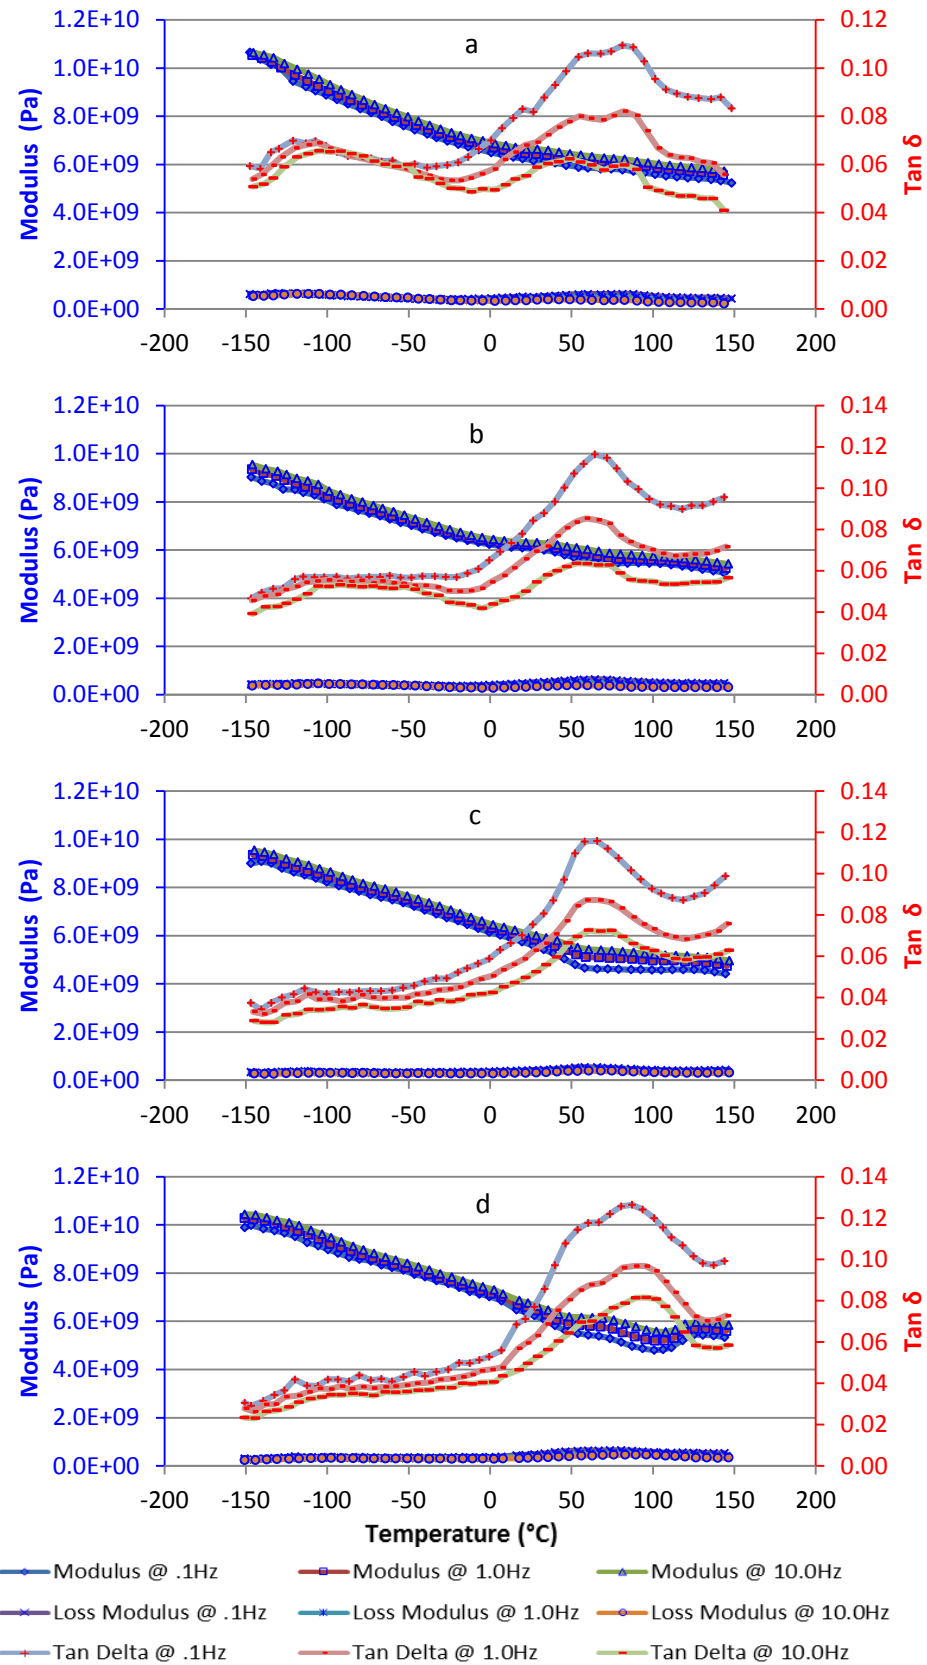 a
1.2E+10
1.0E+10
8.0E+09
6.0E+09
4.0E+09
2.0E+09
0.0E+00
Modulus (Pa)
0.12
0.10
0.08
0.06
0.04
0.02
0.00
Tan δ
-200 -150 -100 -50 0 50 100 150 200
b
1.2E+10
1.0E+10
8.0E+09
6.0E+09
4.0E+09
2.0E+09
0.0E+00
Modulus (Pa)
0.14
0.12
0.10
0.08
0.06
0.04
0.02
0.00
Tan δ
-200 -150 -100 -50 0 50 100 150 200
c
1.2E+10
1.0E+10
8.0E+09
6.0E+09
4.0E+09
2.0E+09
0.0E+00
Modulus (Pa)
0.14
0.12
0.10
0.08
0.06
0.04
0.02
0.00
Tan δ
-200 -150 -100 -50 0 50 100 150 200
d
1.2E+10
1.0E+10
8.0E+09
6.0E+09
4.0E+09
2.0E+09
0.0E+00
Modulus (Pa)
0.14
0.12
0.10
0.08
0.06
0.04
0.02
0.00
Tan δ
-200 -150 -100 -50 0 50 100 150 200
Temperature (°C)
Modulus @ .1Hz Modulus @ 1.0Hz Modulus @ 10.0Hz
Loss Modulus @ .1Hz Loss Modulus @ 1.0Hz Loss Modulus @ 10.0Hz
Tan Delta @ .1Hz Tan Delta @ 1.0Hz Tan Delta @ 10.0Hz